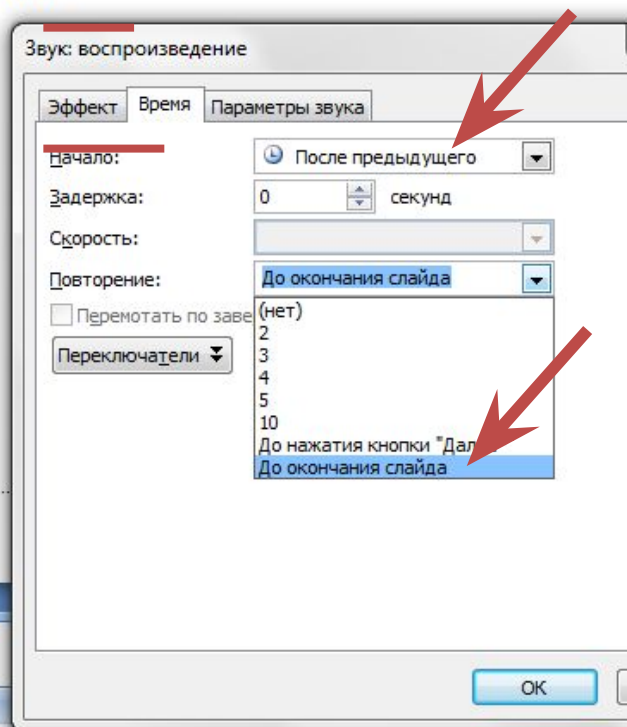 Звук: воспроизведение
Эффект Время Параметры звука
Начало: После предыдущего
Задержка: 0 секунд
Скорость:
Повторение: До окончания слайда
Перемотать по заве
(нет)
2
Переключатели
3
4
5
10
До нажатия кнопки "Дал
До окончания слайда
ОК